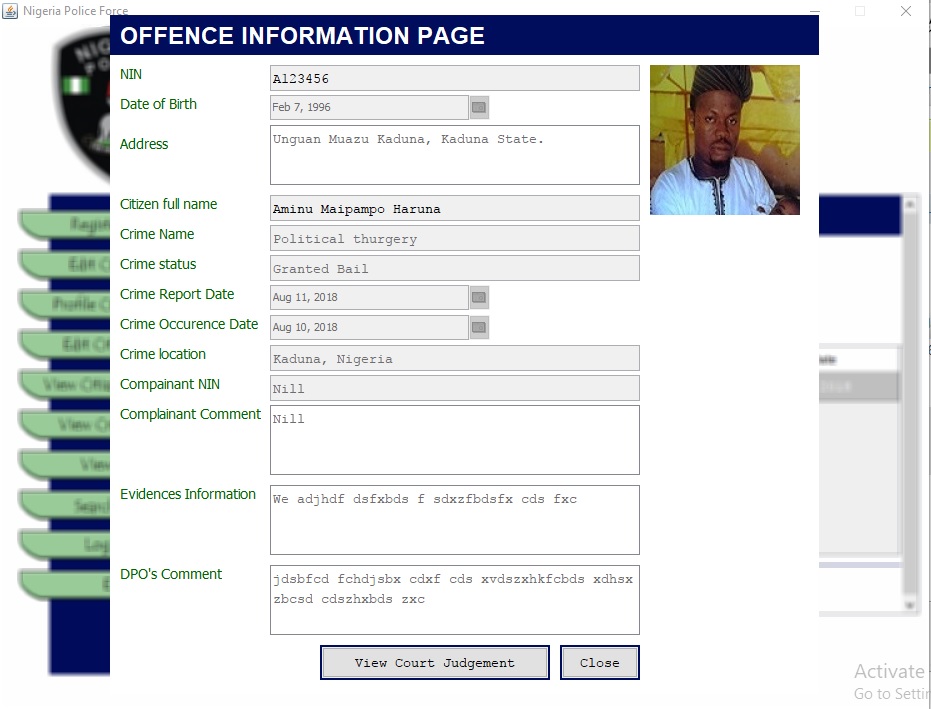 Nigeria Police Force
OFFENCE INFORMATION PAGE
NIN
A123456
Date of Birth
Feb 7, 1996
Address
Unguan Muazu Kaduna, Kaduna State.
Citizen full name
Aminu Maipampo Haruna
Crime Name
Political thurgery
Crime status
Granted Bail
Crime Report Date
Aug 11, 2018
Crime Occurence Date
Aug 10, 2018
Crime location
Kaduna, Nigeria
Compainant NIN
Nill
Complainant Comment
Nill
Evidences Information
We adjhdf dsfxbds f sdxzfbdsfx cds fxc
DPO's Comment
jdsbfcd fchdjsbx cdxf cds xvdszxhkfcbds xdhsx
zbcsd cdszhxbds zxc
View Court Judgement
Close
Activate
Go to Settin